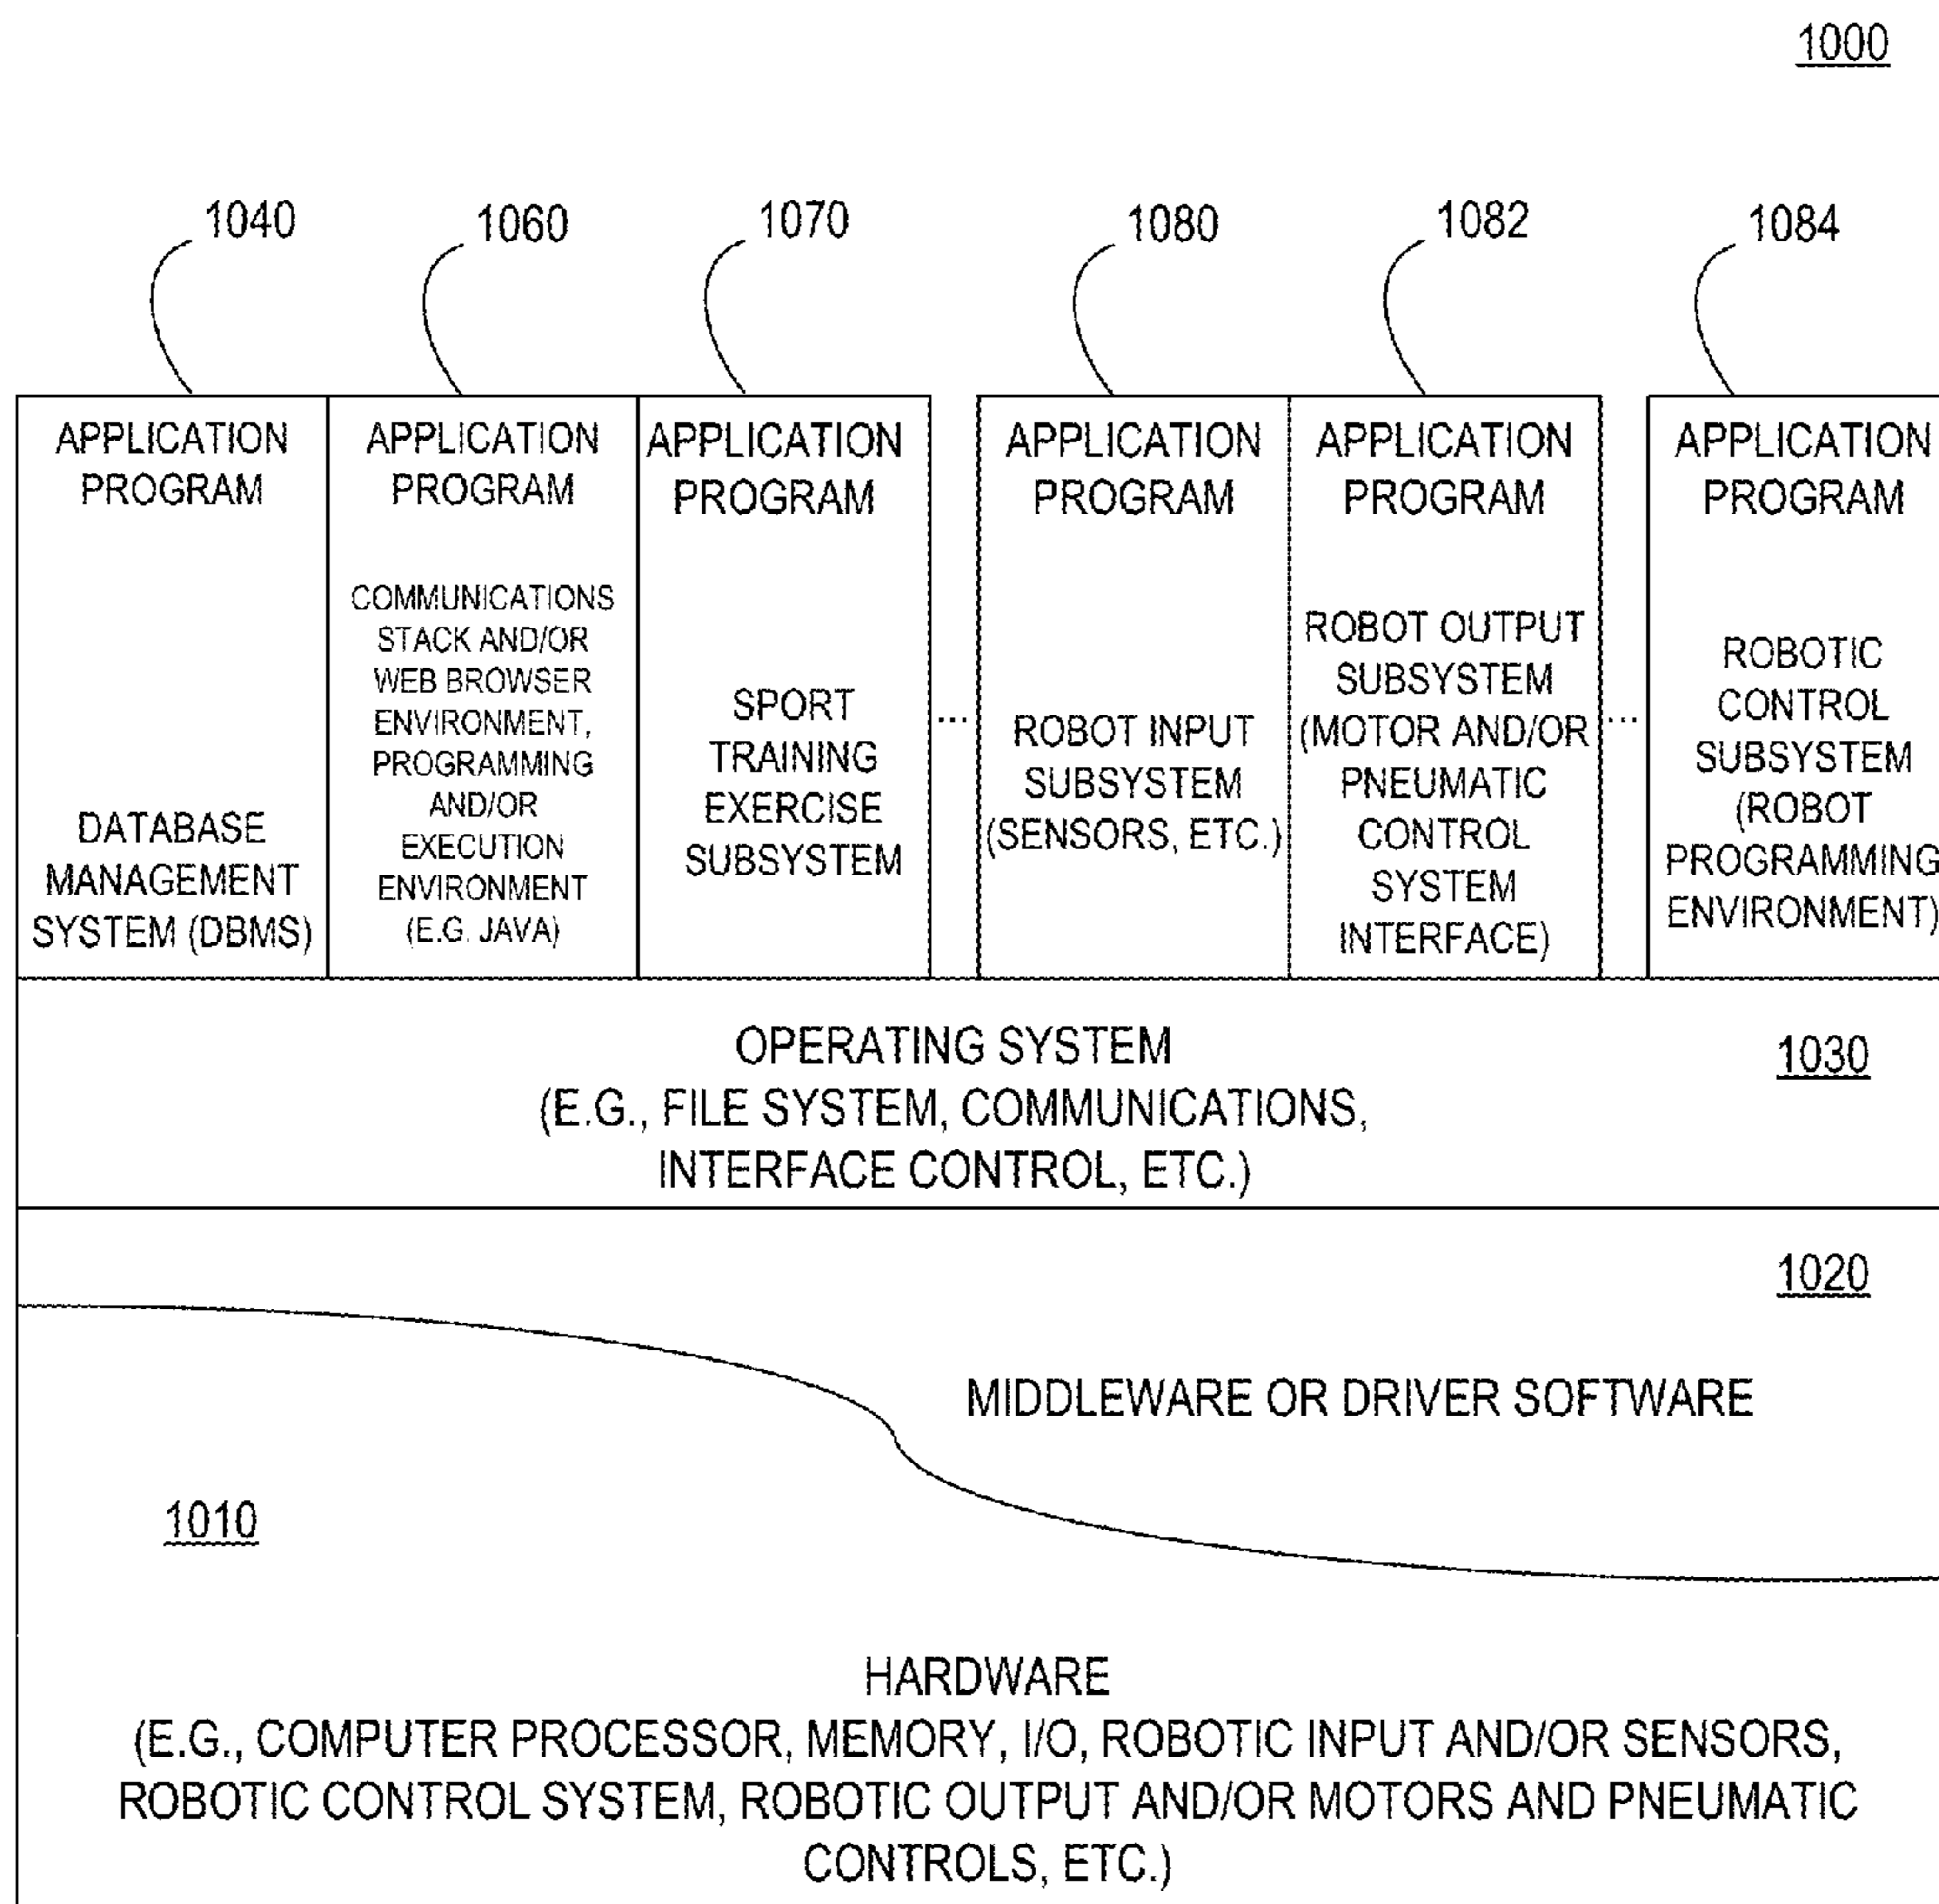 1000
1040
1060
1070
1080
1082
1084
APPLICATION
PROGRAM
DATABASE
MANAGEMENT
SYSTEM (DBMS)
APPLICATION
PROGRAM
COMMUNICATIONS
STACK AND/OR
WEB BROWSER
ENVIRONMENT,
PROGRAMMING
AND/OR
EXECUTION
ENVIRONMENT
(E.G. JAVA)
APPLICATION
PROGRAM
SPORT
TRAINING
EXERCISE
SUBSYSTEM
...
APPLICATION
PROGRAM
ROBOT INPUT
SUBSYSTEM
(SENSORS, ETC.)
APPLICATION
PROGRAM
ROBOT OUTPUT
SUBSYSTEM
(MOTOR AND/OR
PNEUMATIC
CONTROL
SYSTEM
INTERFACE)
...
APPLICATION
PROGRAM
ROBOTIC
CONTROL
SUBSYSTEM
(ROBOT
PROGRAMMING
ENVIRONMENT)
OPERATING SYSTEM
1030
(E.G., FILE SYSTEM, COMMUNICATIONS,
INTERFACE CONTROL, ETC.)
1020
MIDDLEWARE OR DRIVER SOFTWARE
1010
HARDWARE
(E.G., COMPUTER PROCESSOR, MEMORY, I/O, ROBOTIC INPUT AND/OR SENSORS,
ROBOTIC CONTROL SYSTEM, ROBOTIC OUTPUT AND/OR MOTORS AND PNEUMATIC
CONTROLS, ETC.)